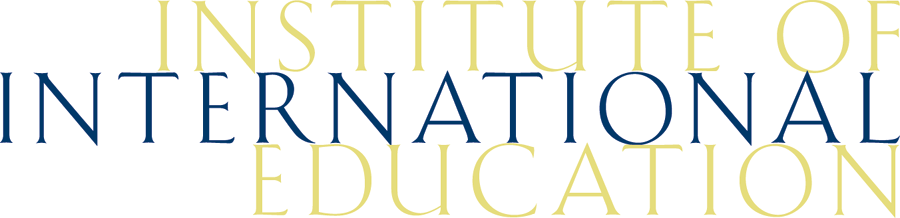 INSTITUTE OF
INTERNATIONAL
EDUCATION